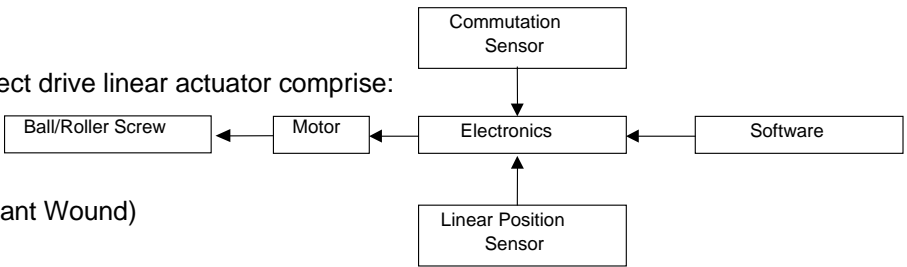 Commutation
Sensor
ect drive linear actuator comprise:
Ball/Roller Screw
Motor
Electronics
Software
ant Wound)
Linear Position
Sensor